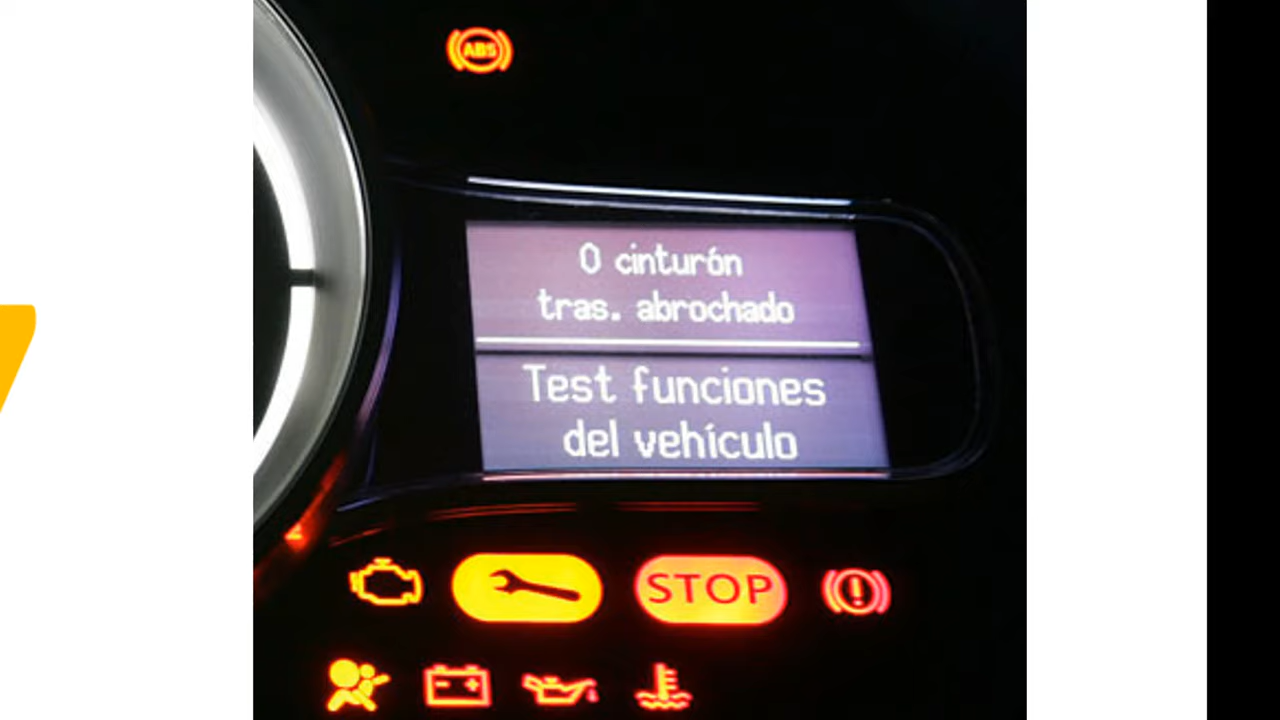 ABS
0 cinturón
tras. abrochado
Test funciones
del vehículo
STOP